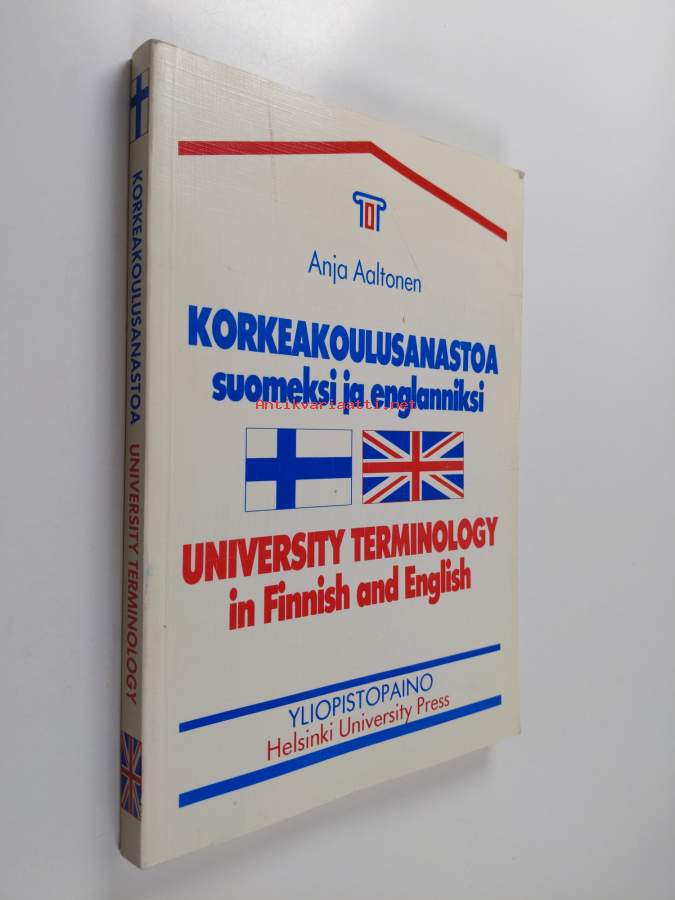 KORKEAKOULUSANASTOA UNIVERSITY TERMINOLOGY
Anja Aaltonen
KORKEAKOULUSANASTOA
suomeksi ja englanniksi
Antikvariaatti.net
UNIVERSITY TERMINOLOGY
in Finnish and English
YLIOPISTOPAINO
Helsinki University Press